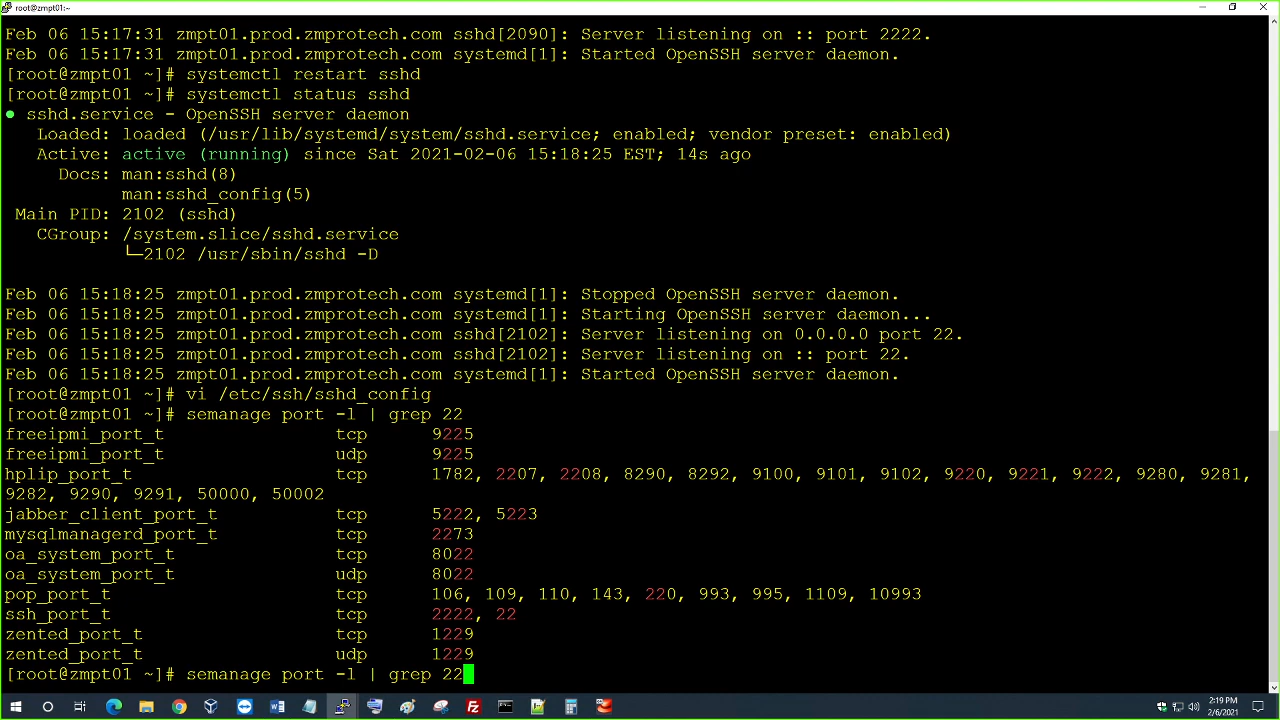 root@zmpt01:~
Feb 06 15:17:31 zmpt01.prod.zmprotech.com sshd[2090]: Server listening on :: port 2222.
Feb 06 15:17:31 zmpt01.prod.zmprotech.com systemd[1]: Started OpenSSH server daemon.
[root@zmpt01 ~]# systemctl restart sshd
[root@zmpt01 ~]# systemctl status sshd
● sshd.service - OpenSSH server daemon
Loaded: loaded (/usr/lib/systemd/system/sshd.service; enabled; vendor preset: enabled)
Active: active (running) since Sat 2021-02-06 15:18:25 EST; 14s ago
Docs: man:sshd(8)
man:sshd_config(5)
Main PID: 2102 (sshd)
CGroup: /system.slice/sshd.service
└─2102 /usr/sbin/sshd -D
Feb 06 15:18:25 zmpt01.prod.zmprotech.com systemd[1]: Stopped OpenSSH server daemon.
Feb 06 15:18:25 zmpt01.prod.zmprotech.com systemd[1]: Starting OpenSSH server daemon...
Feb 06 15:18:25 zmpt01.prod.zmprotech.com sshd[2102]: Server listening on 0.0.0.0 port 22.
Feb 06 15:18:25 zmpt01.prod.zmprotech.com sshd[2102]: Server listening on :: port 22.
Feb 06 15:18:25 zmpt01.prod.zmprotech.com systemd[1]: Started OpenSSH server daemon.
[root@zmpt01 ~]# vi /etc/ssh/sshd_config
[root@zmpt01 ~]# semanage port -l | grep 22
freeipmi_port_t tcp 9225
freeipmi_port_t udp 9225
hplip_port_t tcp 1782, 2207, 2208, 8290, 8292, 9100, 9101, 9102, 9220, 9221, 9222, 9280, 9281,
9282, 9290, 9291, 50000, 50002
jabber_client_port_t tcp 5222, 5223
mysqlmanagerd_port_t tcp 2273
oa_system_port_t tcp 8022
oa_system_port_t udp 8022
pop_port_t tcp 106, 109, 110, 143, 220, 993, 995, 1109, 10993
ssh_port_t tcp 2222, 22
zented_port_t tcp 1229
zented_port_t udp 1229
[root@zmpt01 ~]# semanage port -l | grep 22
2:19 PM
2/6/2021